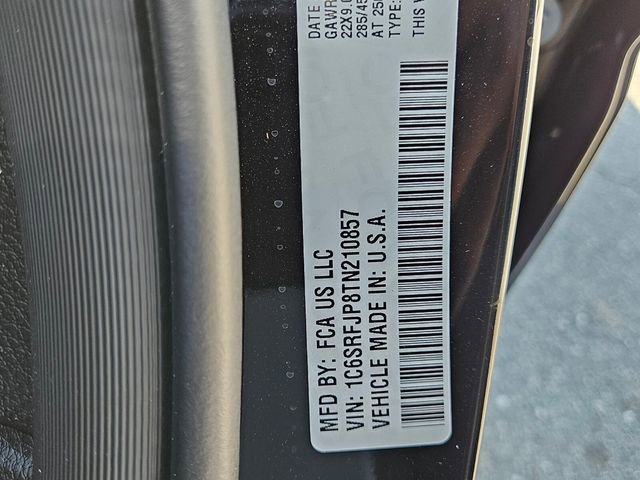 DATE
GAWR
22X9.0
285/45
AT 250
TYPE:
THIS V
MFD BY: FCA US LLC
VIN: 1C6SRFJP8TN210857
VEHICLE MADE IN: U.S.A.